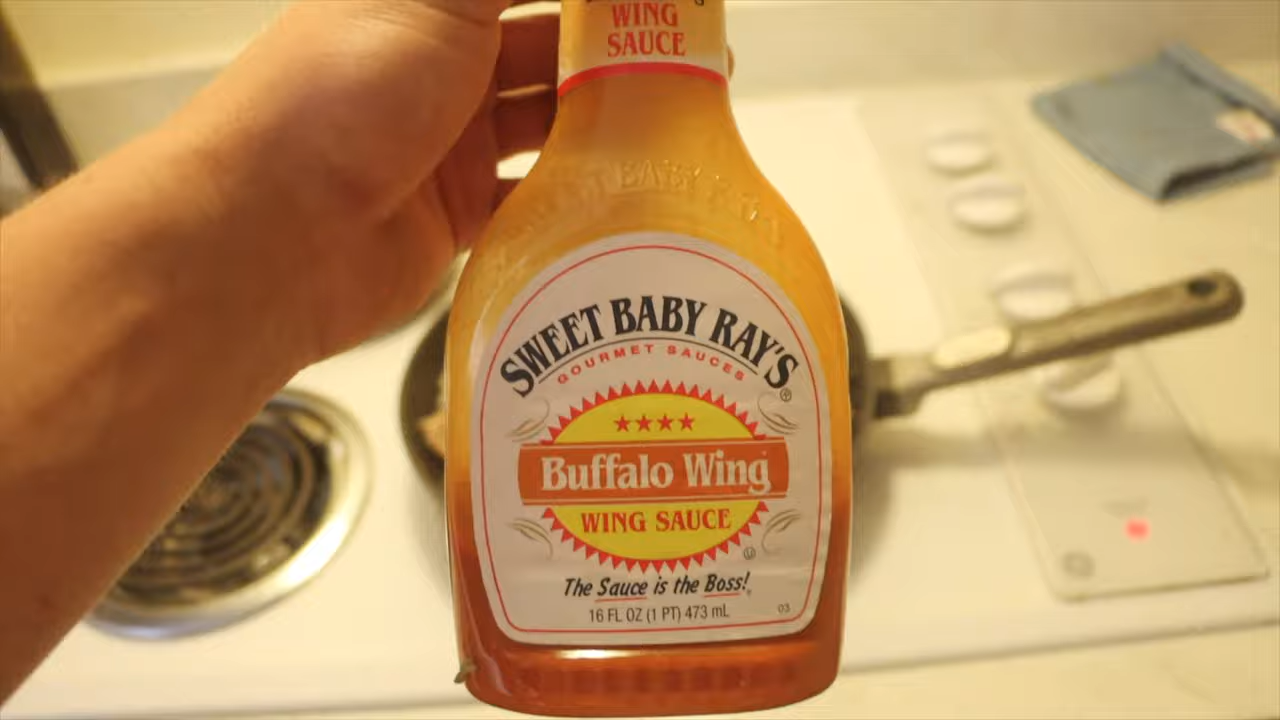 WING
SAUCE
SWEET BABY RAY'S®
GOURMET SAUCES
Buffalo Wing
WING SAUCE
The Sauce is the Boss!
16 FL OZ (1 PT) 473 mL
03